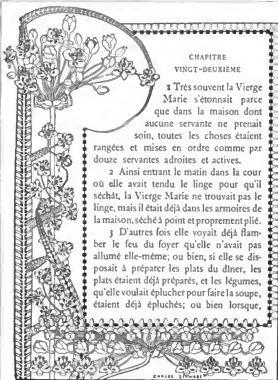 CHAPITRE
VINGT-DEUXIÈME
1 Très souvent la Vierge
Marie s'étonnait parce
que dans la maison dont
aucune servante ne prenait
soin, toutes les choses étaient
rangées et mises en ordre comme par
douze servantes adroites et actives.
2 Ainsi entrant le matin dans la cour
où elle avait tendu le linge pour qu'il
séchât, la Vierge Marie ne trouvait pas le
linge, mais il était déjà dans les armoires de
la maison, séché à point et proprement plié.
3 D'autres fois elle voyait déjà flam-
ber le feu du foyer qu'elle n'avait pas
allumé elle-même; ou bien, si elle se dis-
posait à préparer les plats du dîner, les
plats étaient déjà préparés, et les légumes,
qu'elle voulait éplucher pour faire la soupe,
étaient déjà épluchés; ou bien lorsque,